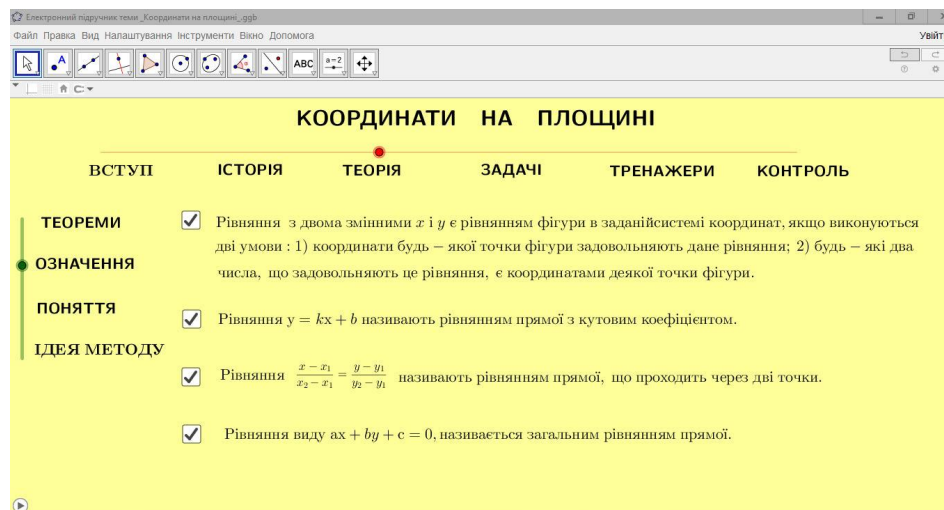 Електронний підручник теми _Координати на площині_.ggb
Файл Правка Вид Налаштування Інструменти Вікно Допомога
Увійт
ABC
a=2
КООРДИНАТИ НА ПЛОЩИНІ
ВСТУП ІСТОРІЯ ТЕОРІЯ ЗАДАЧІ ТРЕНАЖЕРИ КОНТРОЛЬ
ТЕОРЕМИ
ОЗНАЧЕННЯ
ПОНЯТТЯ
ІДЕЯ МЕТОДУ
Рівняння з двома змінними x і y є рівнянням фігури в заданійсистемі координат, якщо виконуються
дві умови : 1) координати будь – якої точки фігури задовольняють дане рівняння; 2) будь – які два
числа, що задовольняють це рівняння, є координатами деякої точки фігури.
Рівняння y = kx + b називають рівнянням прямої з кутовим коефіцієнтом.
Рівняння (x − x₁)/(x₂ − x₁) = (y − y₁)/(y₂ − y₁) називають рівнянням прямої, що проходить через дві точки.
Рівняння виду ax + by + c = 0, називається загальним рівнянням прямої.